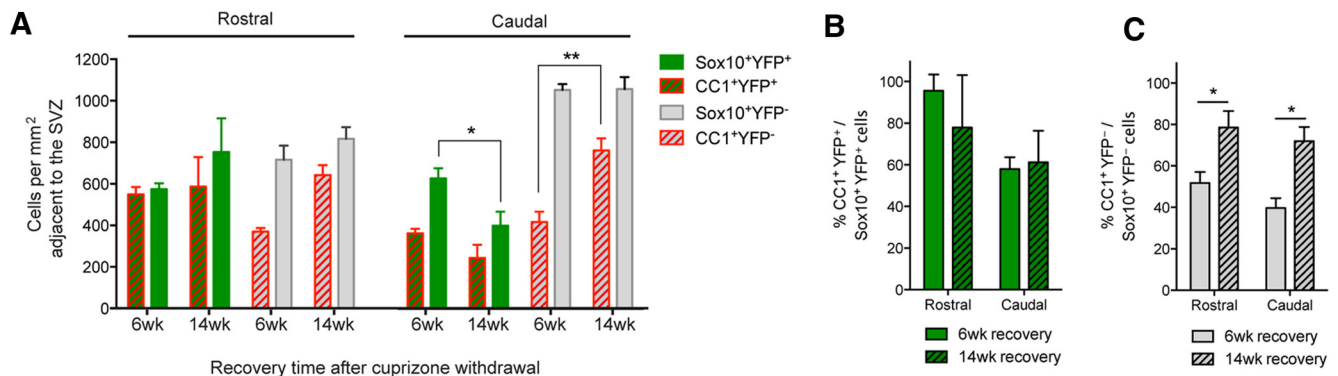 A
Rostral
Caudal
Cells per mm2
adjacent to the SVZ
1200
1000
800
600
400
200
0
*
**
6wk
14wk
6wk
14wk
6wk
14wk
6wk
14wk
Recovery time after cuprizone withdrawal
Sox10+YFP+
CC1+YFP+
Sox10+YFP-
CC1+YFP-
B
% CC1+ YFP+ /
Sox10+ YFP+ cells
100
80
60
40
20
0
Rostral
Caudal
6wk recovery
14wk recovery
C
% CC1+ YFP− /
Sox10+ YFP− cells
100
80
60
40
20
0
*
*
Rostral
Caudal
6wk recovery
14wk recovery